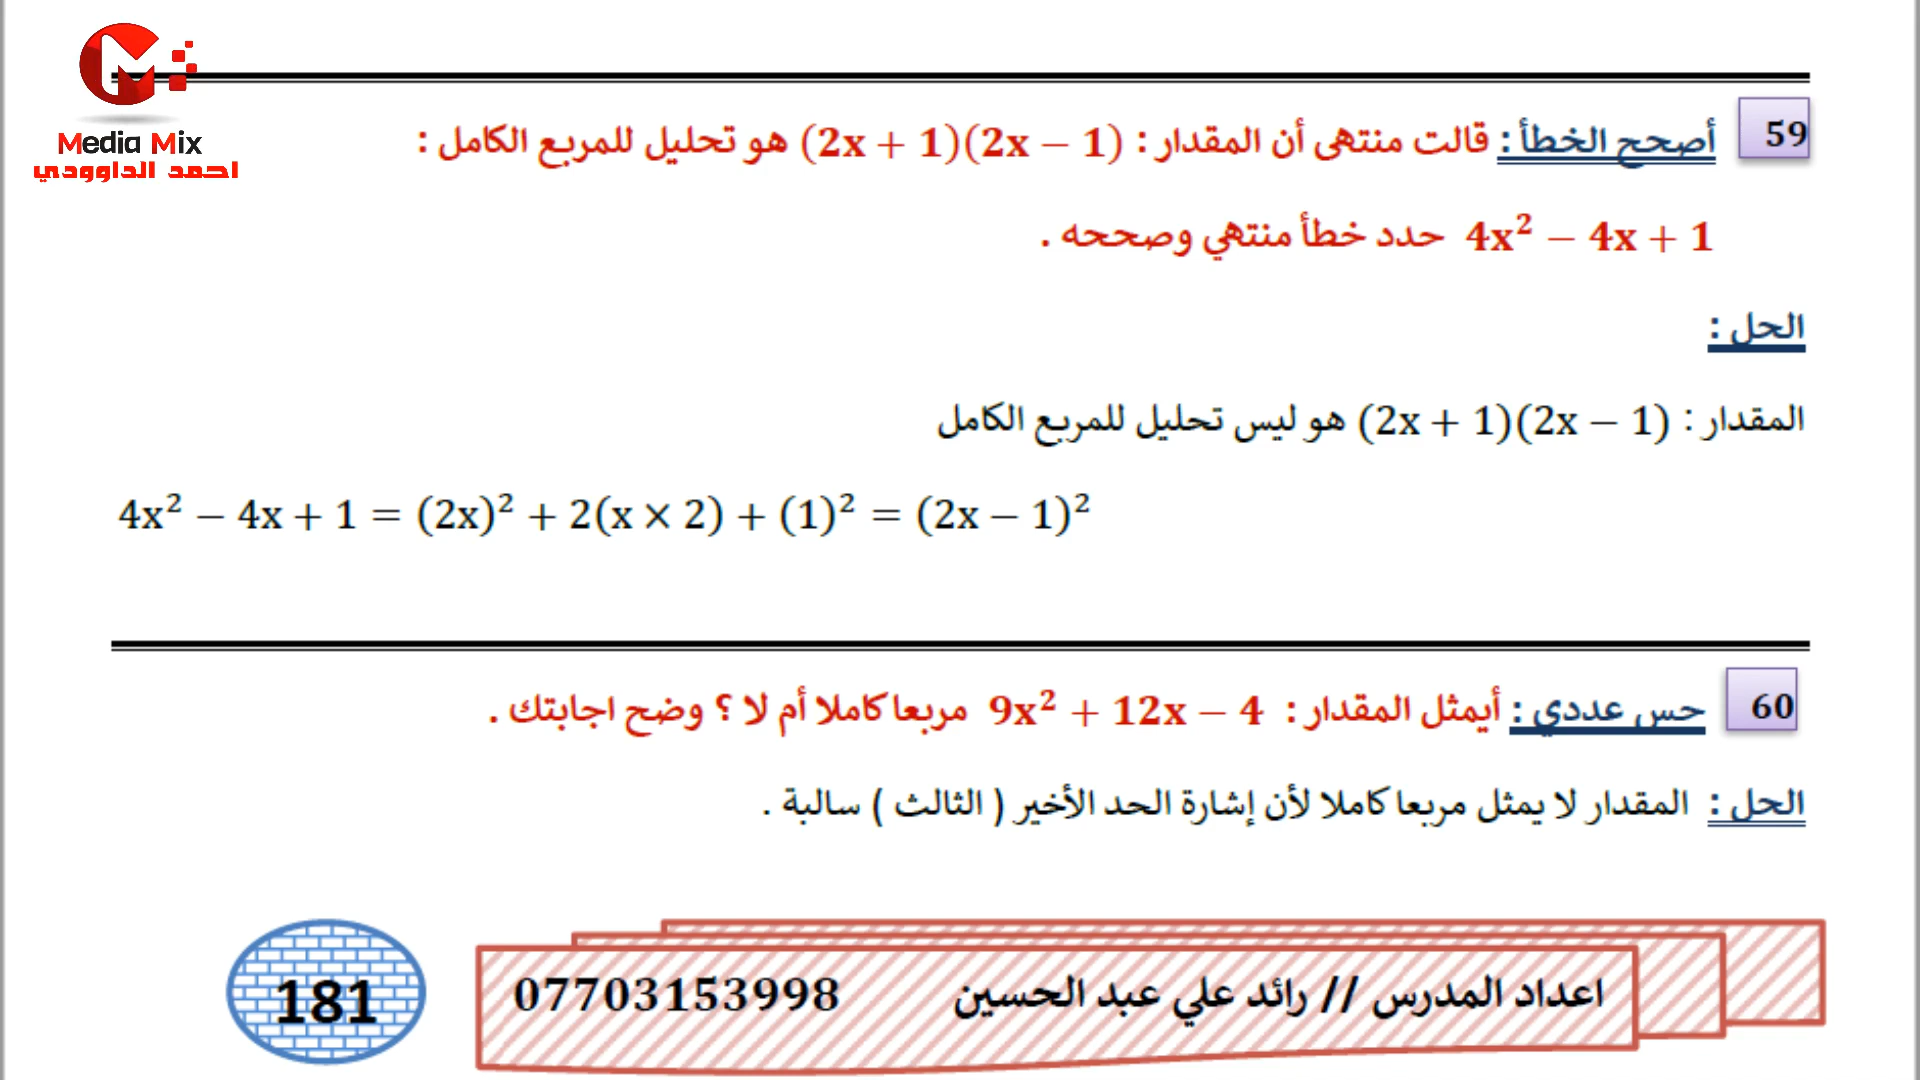 Media Mix
احمد الداوودي
59 أصحح الخطأ : قالت منتهى أن المقدار : (2x + 1)(2x − 1) هو تحليل للمربع الكامل :
4x² − 4x + 1 حدد خطأ منتهي وصححه .
الحل :
المقدار : (2x + 1)(2x − 1) هو ليس تحليل للمربع الكامل
4x² − 4x + 1 = (2x)² + 2(x × 2) + (1)² = (2x − 1)²
60 حس عددي : أيمثل المقدار : 9x² + 12x − 4 مربعا كاملا أم لا ؟ وضح اجابتك .
الحل : المقدار لا يمثل مربعا كاملا لأن إشارة الحد الأخير ( الثالث ) سالبة .
اعداد المدرس // رائد علي عبد الحسين 07703153998
181